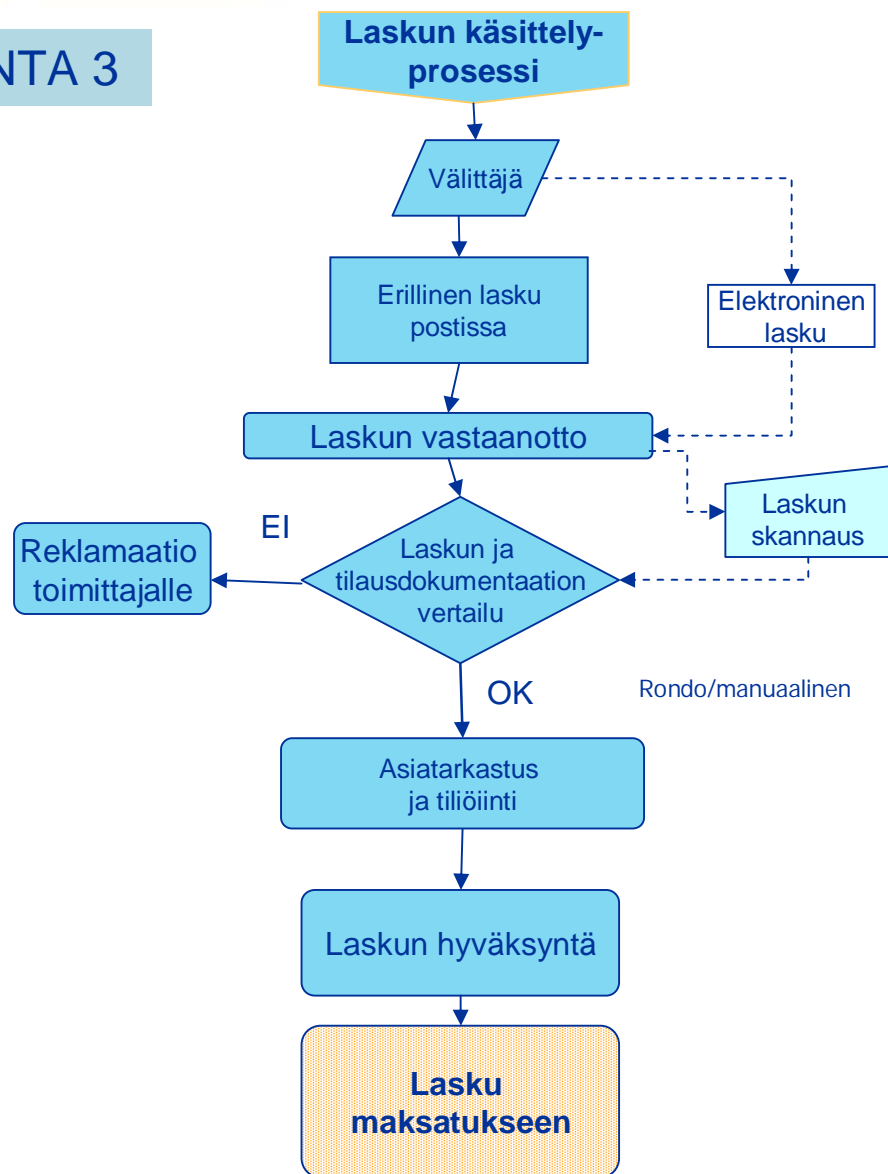 NTA 3
Laskun käsittely-
prosessi
Välittäjä
Erillinen lasku
postissa
Elektroninen
lasku
Laskun vastaanotto
Laskun
skannaus
EI
Reklamaatio
toimittajalle
Laskun ja
tilausdokumentaation
vertailu
OK
Rondo/manuaalinen
Asiatarkastus
ja tiliöiinti
Laskun hyväksyntä
Lasku
maksatukseen